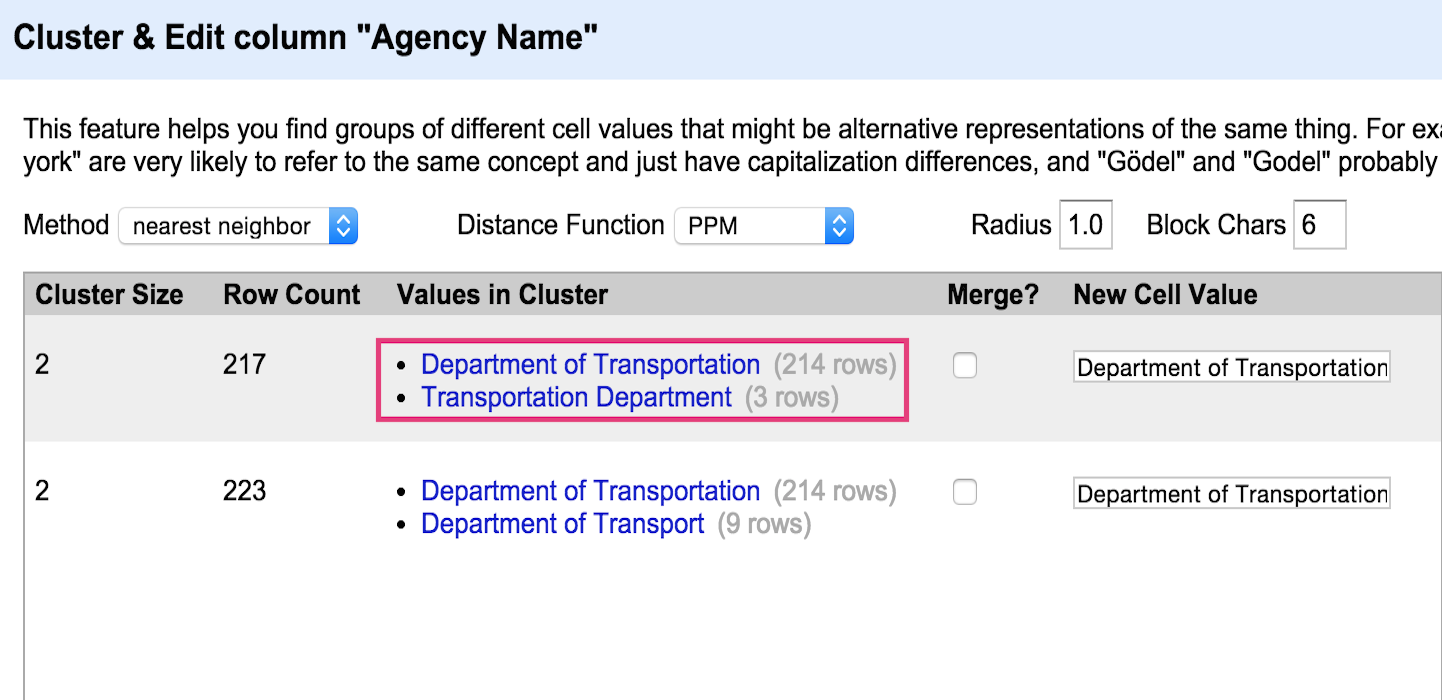 Cluster & Edit column "Agency Name"
This feature helps you find groups of different cell values that might be alternative representations of the same thing. For
york" are very likely to refer to the same concept and just have capitalization differences, and "Gödel" and "Godel" probably
Method nearest neighbor Distance Function PPM Radius 1.0 Block Chars 6
Cluster Size Row Count Values in Cluster Merge? New Cell Value
2 217 • Department of Transportation (214 rows) Department of Transportation
• Transportation Department (3 rows)
2 223 • Department of Transportation (214 rows) Department of Transportation
• Department of Transport (9 rows)